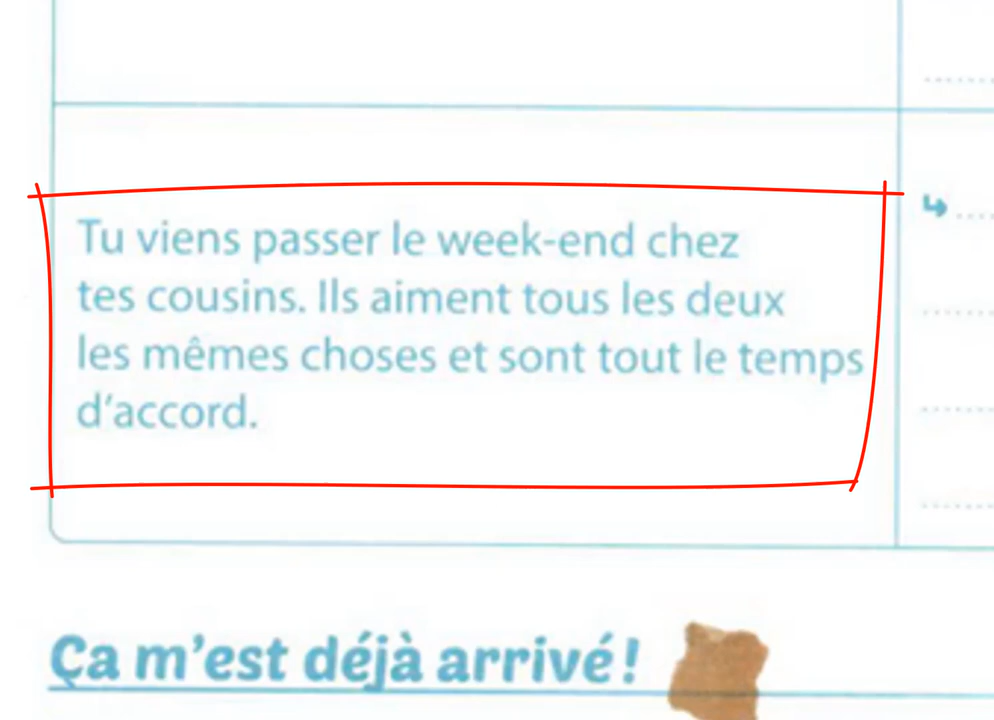 Tu viens passer le week-end chez
tes cousins. Ils aiment tous les deux
les mêmes choses et sont tout le temps
d'accord.
Ça m'est déjà arrivé !